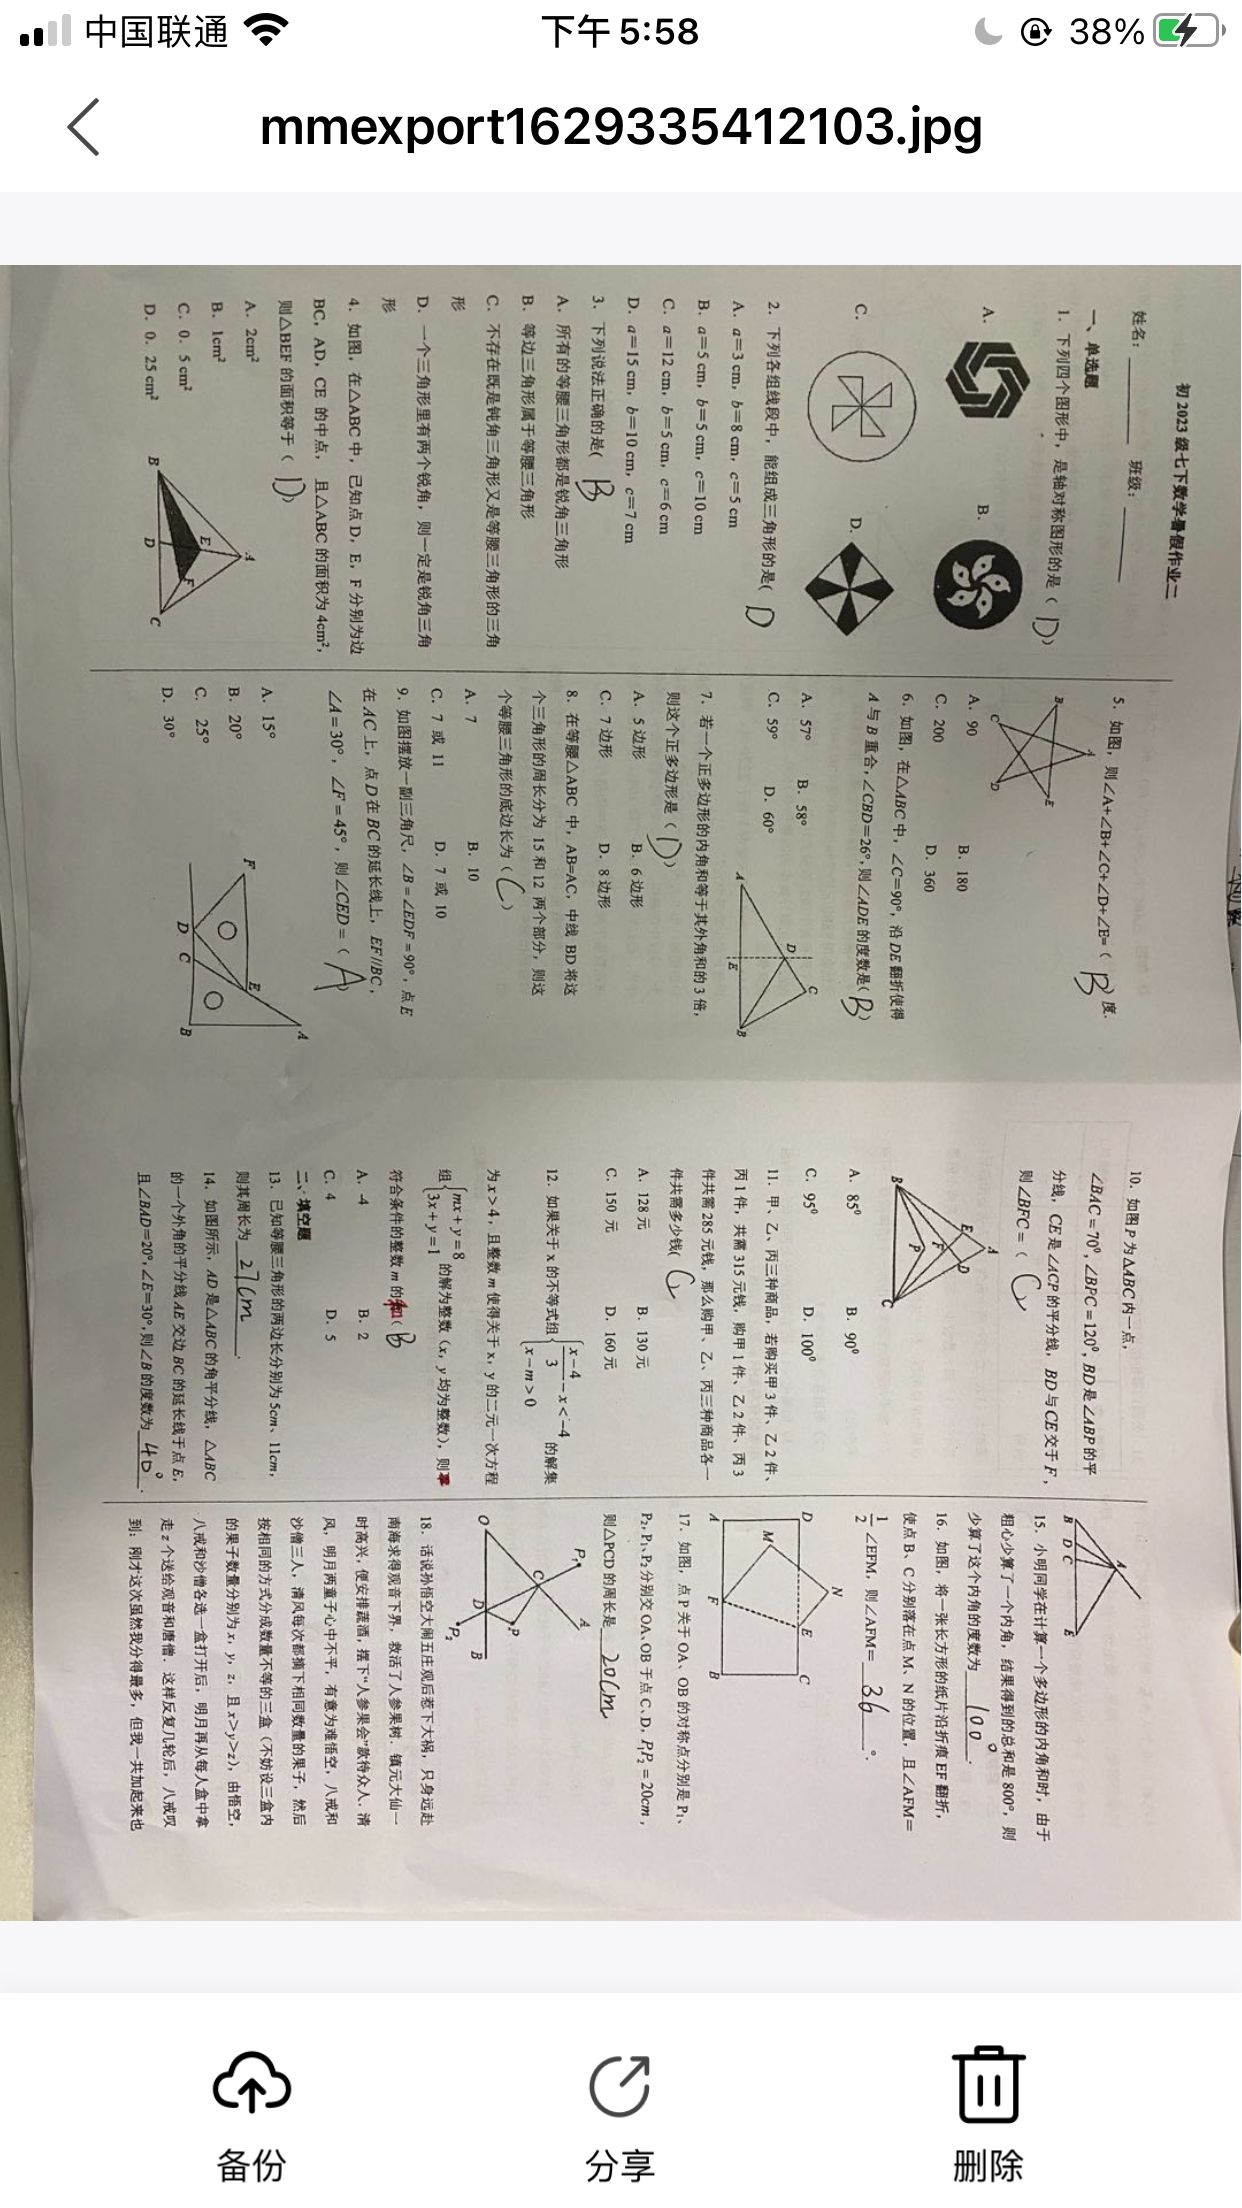 中国联通
下午5:58
38%
mmexport1629335412103.jpg
初 2023 级七下数学暑假作业二
姓名：________ 班级：________
一、单选题
1．下列四个图形中，是轴对称图形的是（ D）
A．
B．
C．
D．
2．下列各组线段中，能组成三角形的是( D
A．a＝3 cm，b＝8 cm，c＝5 cm
B．a＝5 cm，b＝5 cm，c＝10 cm
C．a＝12 cm，b＝5 cm，c＝6 cm
D．a＝15 cm，b＝10 cm，c＝7 cm
3．下列说法正确的是( B
A．所有的等腰三角形都是锐角三角形
B．等边三角形属于等腰三角形
C．不存在既是钝角三角形又是等腰三角形的三角
形
D．一个三角形里有两个锐角，则一定是锐角三角
形
4．如图，在△ABC 中，已知点 D，E，F 分别为边
BC，AD，CE 的中点，且△ABC 的面积为 4cm²，
则△BEF 的面积等于（ D）
A．2cm²
B．1cm²
C．0．5 cm²
D．0．25 cm²
A
E
F
B
D
C
5．如图，则∠A+∠B+∠C+∠D+∠E=（ B）度.
A
B
E
C
D
A．90
B．180
C．200
D．360
6．如图，在△ABC 中，∠C=90°，沿 DE 翻折使得
A 与 B 重合，∠CBD=26°，则∠ADE 的度数是( B）
A．57°
B．58°
C．59°
D．60°
C
D
A
E
B
7．若一个正多边形的内角和等于其外角和的 3 倍，
则这个正多边形是（ D）
A．5 边形
B．6 边形
C．7 边形
D．8 边形
8．在等腰△ABC 中，AB=AC，中线 BD 将这
个三角形的周长分为 15 和 12 两个部分，则这
个等腰三角形的底边长为（ C）
A．7
B．10
C．7 或 11
D．7 或 10
9．如图摆放一副三角尺，∠B = ∠EDF = 90°，点 E
在 AC 上，点 D 在 BC 的延长线上，EF//BC，
∠A = 30°，∠F = 45°，则 ∠CED =（ A）
A．15°
B．20°
C．25°
D．30°
A
F
E
D
C
B
10．如图 P 为 △ABC 内一点，
∠BAC = 70⁰，∠BPC = 120⁰，BD 是 ∠ABP 的平
分线，CE 是 ∠ACP 的平分线，BD 与 CE 交于 F，
则 ∠BFC =（ C
A
E
D
F
P
B
C
A．85⁰
B．90⁰
C．95⁰
D．100⁰
11．甲、乙、丙三种商品，若购买甲 3 件、乙 2 件、
丙 1 件，共需 315 元钱，购甲 1 件、乙 2 件、丙 3
件共需 285 元钱，那么购甲、乙、丙三种商品各一
件共需多少钱( C
A．128 元
B．130 元
C．150 元
D．160 元
12．如果关于 x 的不等式组{(x－4)/3－x＜－4, x－m＞0 的解集
为 x＞4，且整数 m 使得关于 x，y 的二元一次方程
组{mx＋y＝8, 3x＋y＝1 的解为整数（x，y 均为整数），则
符合条件的整数 m 的和( B
A．-4
B．2
C．4
D．5
二、填空题
13．已知等腰三角形的两边长分别为 5cm、11cm，
则其周长为 27cm .
14．如图所示，AD 是△ABC 的角平分线，△ABC
的一个外角的平分线 AE 交边 BC 的延长线于点 E，
且∠BAD=20°，∠E=30°，则∠B 的度数为 40° .
A
B D C
E
15．小明同学在计算一个多边形的内角和时，由于
粗心少算了一个内角，结果得到的总和是 800°，则
少算了这个内角的度数为 100° .
16．如图，将一张长方形的纸片沿折痕 EF 翻折，
使点 B、C 分别落在点 M、N 的位置，且∠AFM＝
1/2∠EFM，则∠AFM＝ 36 °.
N
D
E
C
M
A
F
B
17．如图，点 P 关于 OA、OB 的对称点分别是 P₁、
P₂，P₁、P₂ 分别交 OA、OB 于点 C、D，P₁P₂ = 20cm，
则△PCD 的周长是 20cm
P₁
A
C
P
O
D
B
P₂
18．话说孙悟空大闹五庄观后惹下大祸，只身远赴
南海求得观音下界，救活了人参果树．镇元大仙一
时高兴，便安排蔬酒，摆下“人参果会”款待众人．清
风、明月两童子心中不平，有意为难悟空，八戒和
沙僧三人，清风每次都摘下相同数量的果子，然后
按相同的方式分成数量不等的三盒（不妨设三盒内
的果子数量分别为 x，y，z，且 x＞y＞z），由悟空，
八戒和沙僧各选一盒打开后，明月再从每人盒中拿
走 z 个送给观音和唐僧．这样反复几轮后，八戒叹
到：刚才这次虽然我分得最多，但我一共加起来也
备份
分享
删除